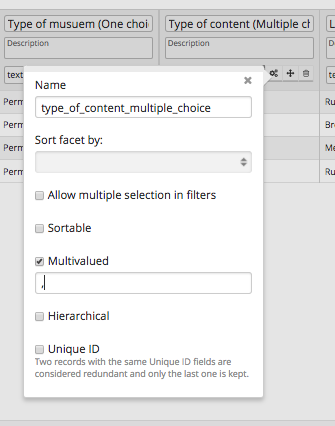 Type of musuem (One choi
Type of content (Multiple cl
Description
Description
text
Name
×
type_of_content_multiple_choice
Sort facet by:
Allow multiple selection in filters
Sortable
Multivalued
,
Hierarchical
Unique ID
Two records with the same Unique ID fields are
considered redundant and only the last one is kept.
Perm
Ru
Perm
Br
Perm
Me
Perm
Ru